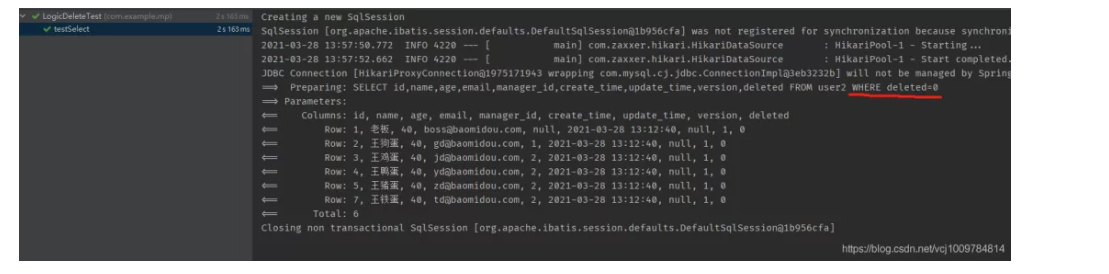 LogicDeleteTest (com.example.mp) 2 s 163 ms
testSelect 2 s 163 ms
Creating a new SqlSession
SqlSession [org.apache.ibatis.session.defaults.DefaultSqlSession@1b956cfa] was not registered for synchronization because synchroni
2021-03-28 13:57:50.772 INFO 4220 --- [ main] com.zaxxer.hikari.HikariDataSource : HikariPool-1 - Starting...
2021-03-28 13:57:52.662 INFO 4220 --- [ main] com.zaxxer.hikari.HikariDataSource : HikariPool-1 - Start completed.
JDBC Connection [HikariProxyConnection@1975171943 wrapping com.mysql.cj.jdbc.ConnectionImpl@3eb3232b] will not be managed by Spring
==> Preparing: SELECT id,name,age,email,manager_id,create_time,update_time,version,deleted FROM user2 WHERE deleted=0
==> Parameters:
<== Columns: id, name, age, email, manager_id, create_time, update_time, version, deleted
<== Row: 1, 老板, 40, boss@baomidou.com, null, 2021-03-28 13:12:40, null, 1, 0
<== Row: 2, 王狗蛋, 40, gd@baomidou.com, 1, 2021-03-28 13:12:40, null, 1, 0
<== Row: 3, 王鸡蛋, 40, jd@baomidou.com, 2, 2021-03-28 13:12:40, null, 1, 0
<== Row: 4, 王鸭蛋, 40, yd@baomidou.com, 2, 2021-03-28 13:12:40, null, 1, 0
<== Row: 5, 王猪蛋, 40, zd@baomidou.com, 2, 2021-03-28 13:12:40, null, 1, 0
<== Row: 7, 王铁蛋, 40, td@baomidou.com, 2, 2021-03-28 13:12:40, null, 1, 0
<== Total: 6
Closing non transactional SqlSession [org.apache.ibatis.session.defaults.DefaultSqlSession@1b956cfa]
https://blog.csdn.net/vcj1009784814